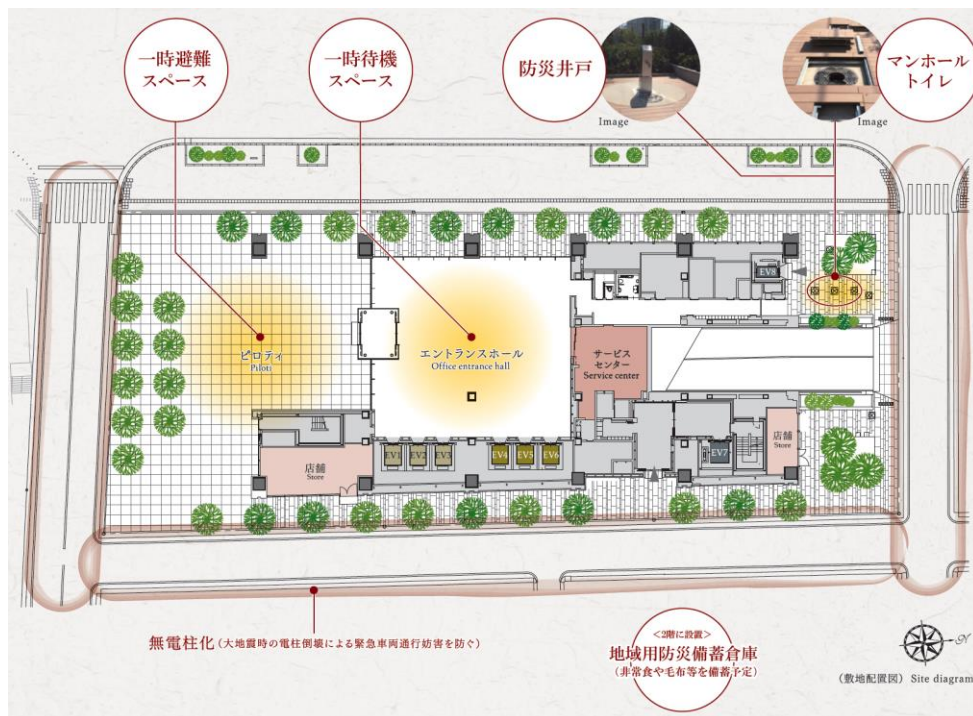 一時避難
スペース
一時待機
スペース
防災井戸
Image
マンホール
トイレ
Image
EV8
ピロティ
Piloti
エントランスホール
Office entrance hall
サービス
センター
Service center
EV1
EV2
EV3
EV4
EV5
EV6
EV7
店舗
Store
店舗
Store
無電柱化(大地震時の電柱倒壊による緊急車両通行妨害を防ぐ)
<2階に設置>
地域用防災備蓄倉庫
(非常食や毛布等を備蓄予定)
N
(敷地配置図) Site diagram